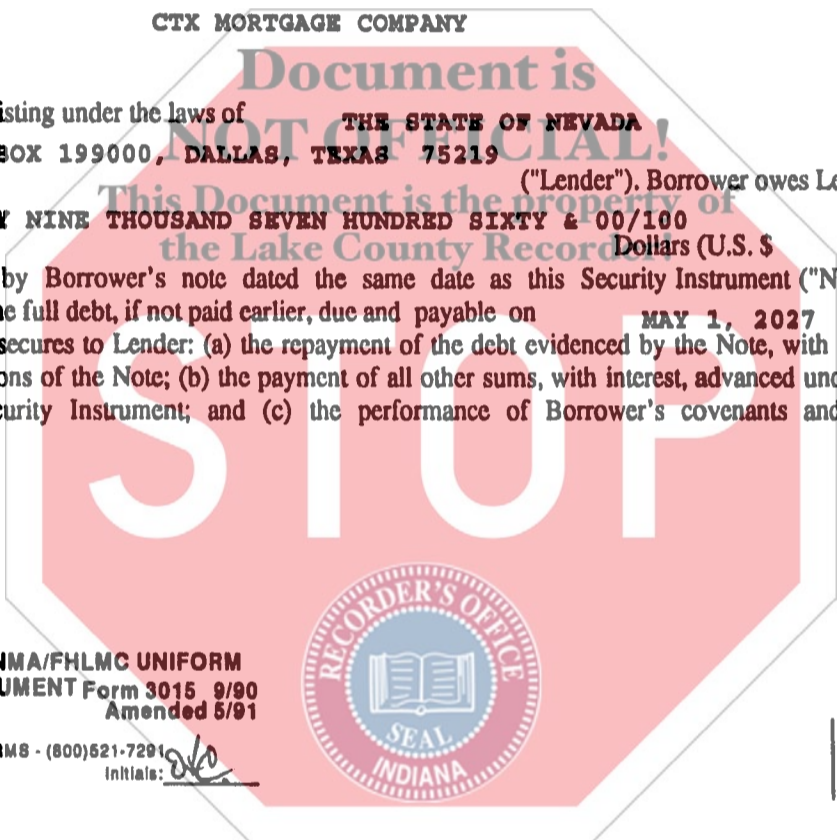 CTX MORTGAGE COMPANY
Document is
isting under the laws of THE STATE OF NEVADA
NOT OFFICIAL!
BOX 199000, DALLAS, TEXAS 75219
("Lender"). Borrower owes Le
This Document is the property of
Y NINE THOUSAND SEVEN HUNDRED SIXTY & 00/100
the Lake County Recorder!
Dollars (U.S. $
by Borrower's note dated the same date as this Security Instrument ("N
e full debt, if not paid earlier, due and payable on MAY 1, 2027
secures to Lender: (a) the repayment of the debt evidenced by the Note, with
ons of the Note; (b) the payment of all other sums, with interest, advanced und
curity Instrument; and (c) the performance of Borrower's covenants and
STOP
RECORDER'S OFFICE
SEAL
INDIANA
NMA/FHLMC UNIFORM
UMENT Form 3015 9/90
Amended 5/91
RMS - (800)521-7291
Initials: